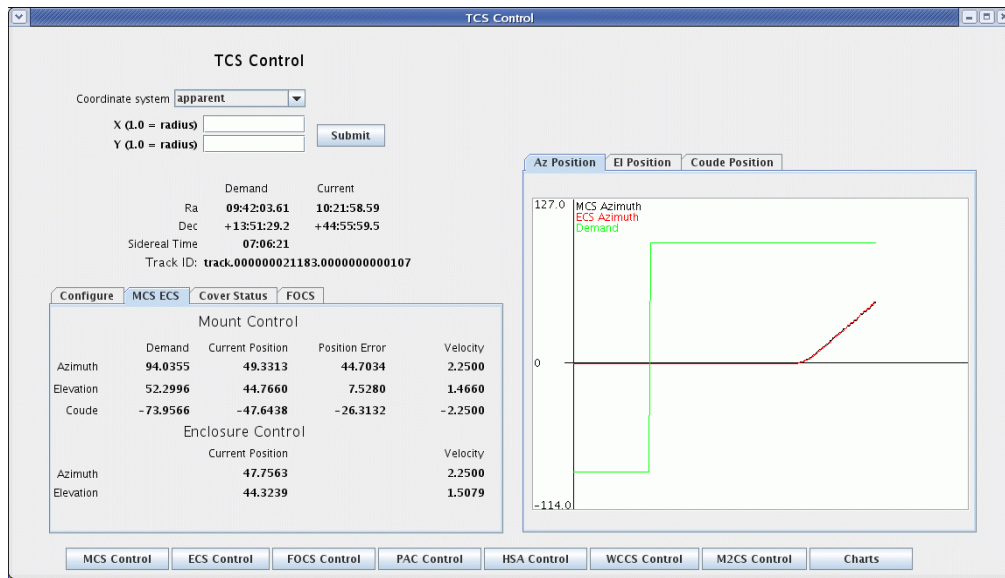 TCS Control
TCS Control
Coordinate system apparent
X (1.0 = radius)
Y (1.0 = radius)
Submit
Demand Current
Ra 09:42:03.61 10:21:58.59
Dec +13:51:29.2 +44:55:59.5
Sidereal Time 07:06:21
Track ID: track.000000021183.0000000000107
Configure MCS ECS Cover Status FOCS
Mount Control
Demand Current Position Position Error Velocity
Azimuth 94.0355 49.3313 44.7034 2.2500
Elevation 52.2996 44.7660 7.5280 1.4660
Coude -73.9566 -47.6438 -26.3132 -2.2500
Enclosure Control
Current Position Velocity
Azimuth 47.7563 2.2500
Elevation 44.3239 1.5079
Az Position El Position Coude Position
127.0 MCS Azimuth
ECS Azimuth
Demand
0
-114.0
MCS Control ECS Control FOCS Control PAC Control HSA Control WCCS Control M2CS Control Charts